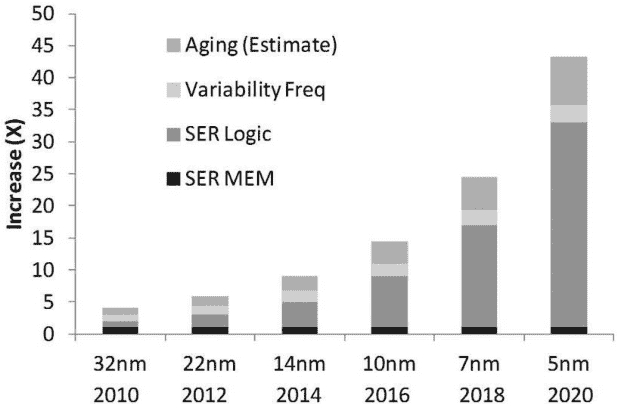 50
45
40
35
30
25
20
15
10
5
0
Increase (X)
Aging (Estimate)
Variability Freq
SER Logic
SER MEM
32nm 22nm 14nm 10nm 7nm 5nm
2010 2012 2014 2016 2018 2020